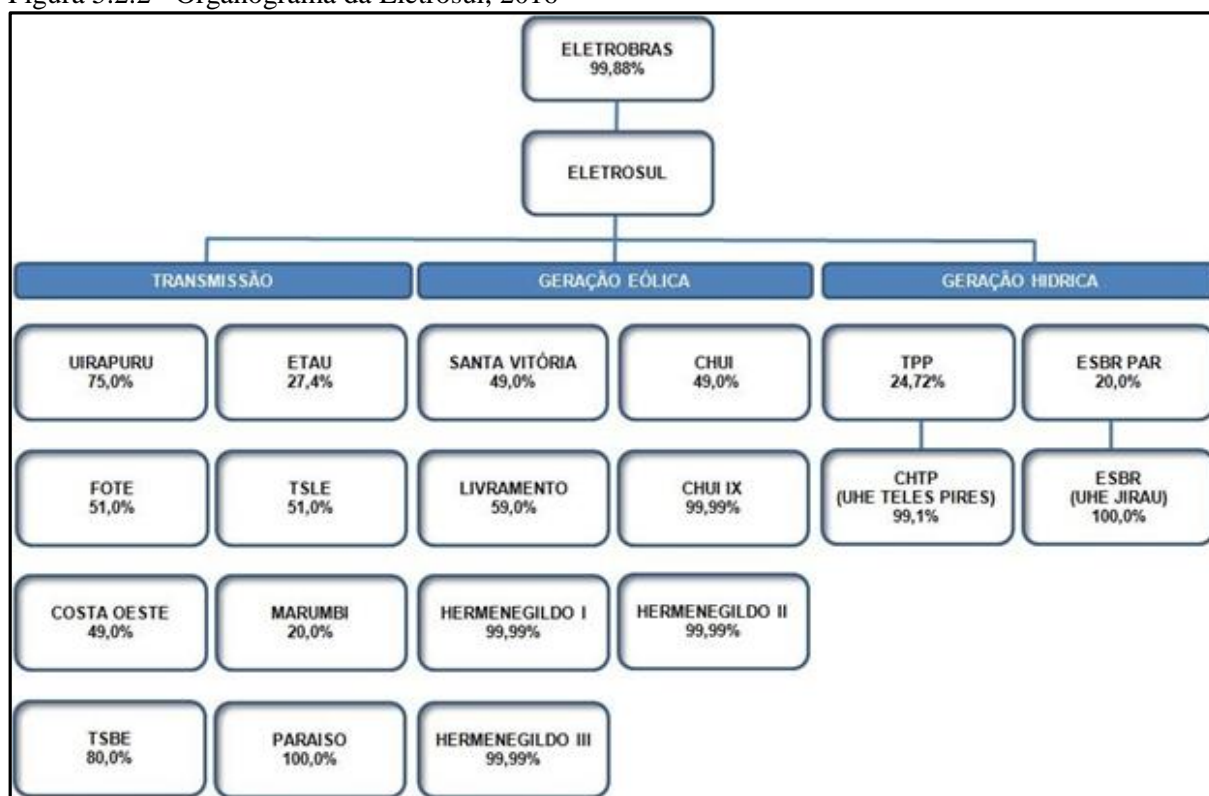 Figura 3.2.2 - Organograma da Eletrosul, 2016
ELETROBRAS
99,88%
ELETROSUL
TRANSMISSÃO
GERAÇÃO EÓLICA
GERAÇÃO HIDRICA
UIRAPURU
75,0%
ETAU
27,4%
SANTA VITÓRIA
49,0%
CHUI
49,0%
TPP
24,72%
ESBR PAR
20,0%
FOTE
51,0%
TSLE
51,0%
LIVRAMENTO
59,0%
CHUI IX
99,99%
CHTP
(UHE TELES PIRES)
99,1%
ESBR
(UHE JIRAU)
100,0%
COSTA OESTE
49,0%
MARUMBI
20,0%
HERMENEGILDO I
99,99%
HERMENEGILDO II
99,99%
TSBE
80,0%
PARAISO
100,0%
HERMENEGILDO III
99,99%